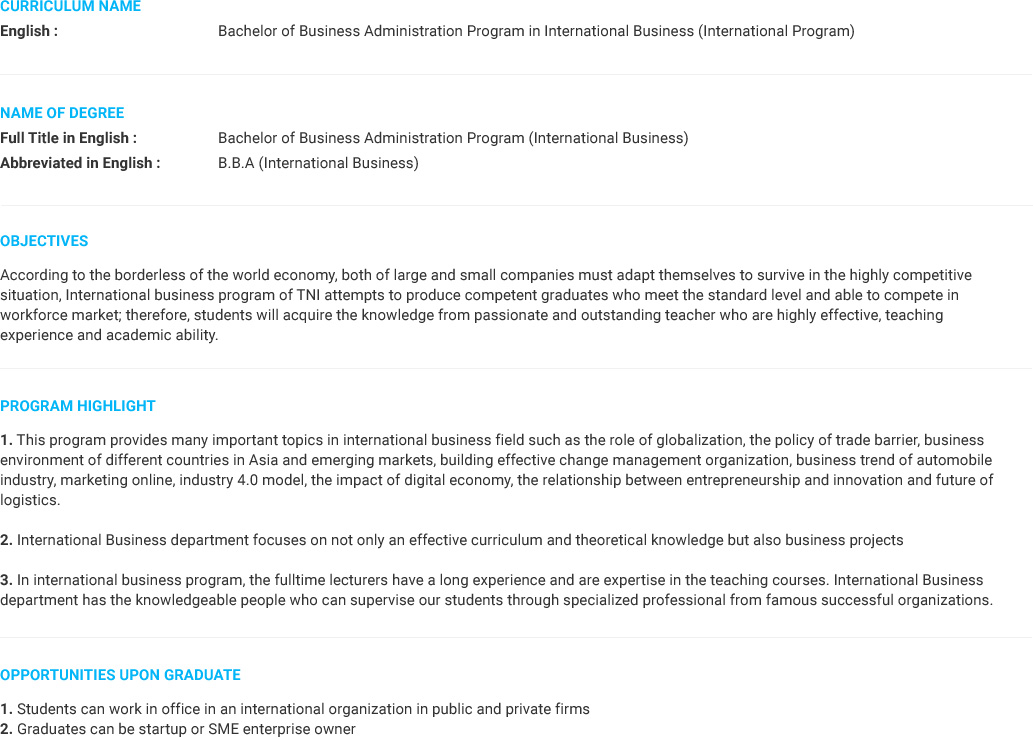 CURRICULUM NAME
English : Bachelor of Business Administration Program in International Business (International Program)
NAME OF DEGREE
Full Title in English : Bachelor of Business Administration Program (International Business)
Abbreviated in English : B.B.A (International Business)
OBJECTIVES
According to the borderless of the world economy, both of large and small companies must adapt themselves to survive in the highly competitive
situation, International business program of TNI attempts to produce competent graduates who meet the standard level and able to compete in
workforce market; therefore, students will acquire the knowledge from passionate and outstanding teacher who are highly effective, teaching
experience and academic ability.
PROGRAM HIGHLIGHT
1. This program provides many important topics in international business field such as the role of globalization, the policy of trade barrier, business
environment of different countries in Asia and emerging markets, building effective change management organization, business trend of automobile
industry, marketing online, industry 4.0 model, the impact of digital economy, the relationship between entrepreneurship and innovation and future of
logistics.
2. International Business department focuses on not only an effective curriculum and theoretical knowledge but also business projects
3. In international business program, the fulltime lecturers have a long experience and are expertise in the teaching courses. International Business
department has the knowledgeable people who can supervise our students through specialized professional from famous successful organizations.
OPPORTUNITIES UPON GRADUATE
1. Students can work in office in an international organization in public and private firms
2. Graduates can be startup or SME enterprise owner